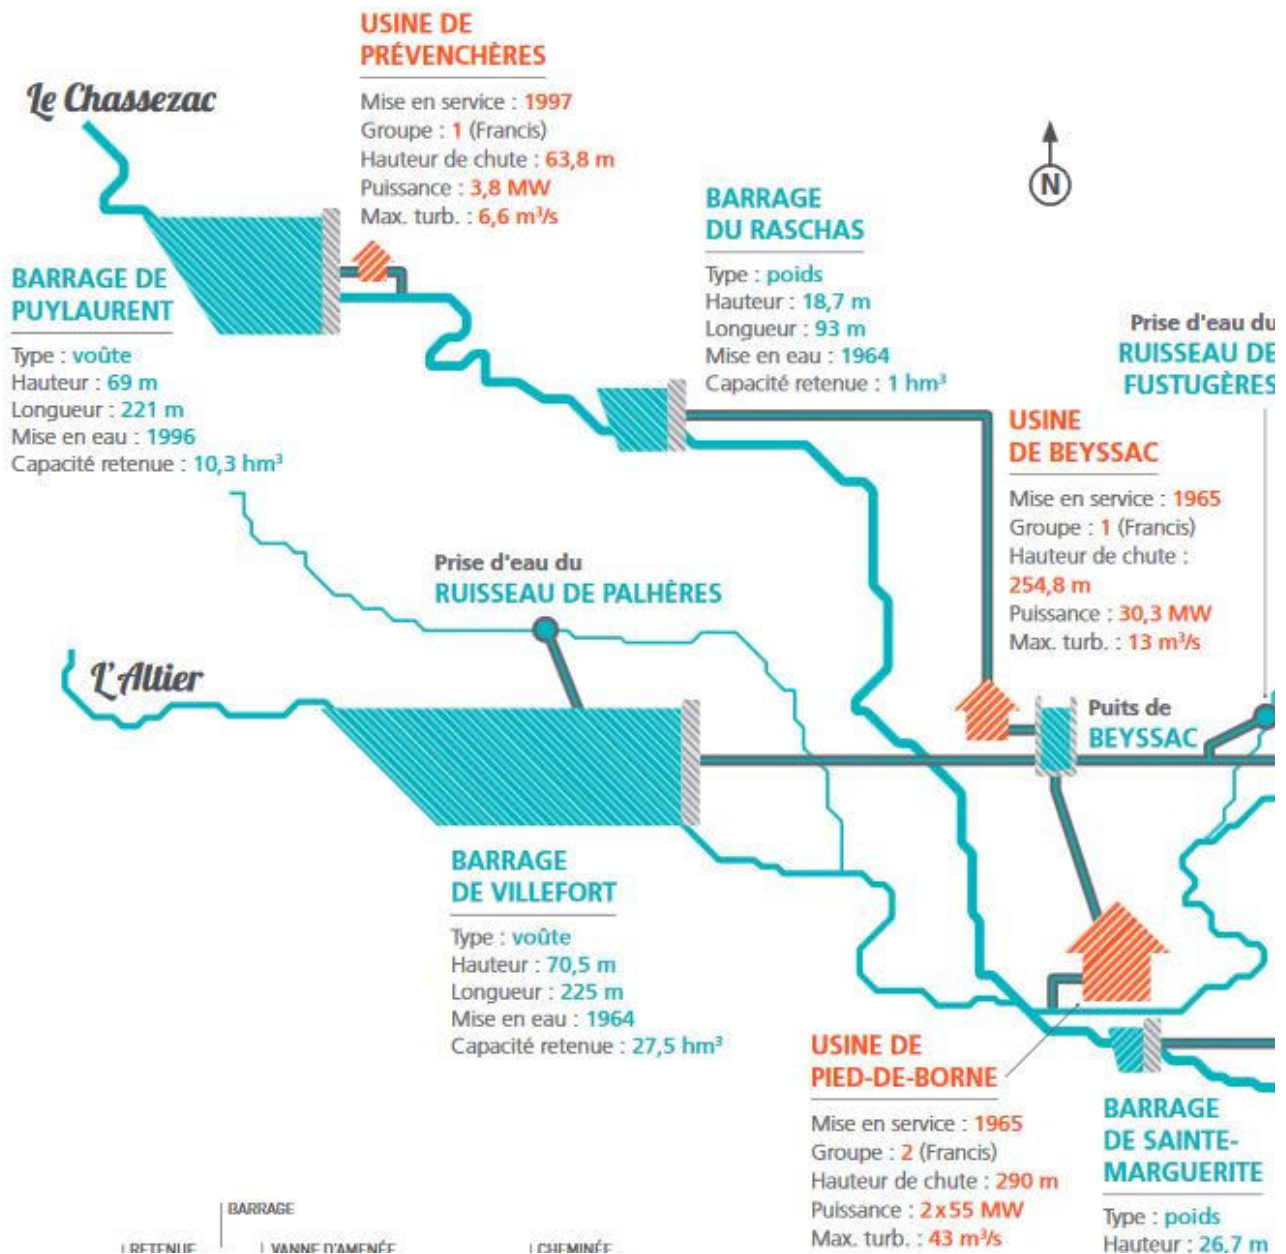 USINE DE
PRÉVENCHÈRES
Mise en service : 1997
Groupe : 1 (Francis)
Hauteur de chute : 63,8 m
Puissance : 3,8 MW
Max. turb. : 6,6 m³/s
Le Chassezac
N
BARRAGE
DU RASCHAS
Type : poids
Hauteur : 18,7 m
Longueur : 93 m
Mise en eau : 1964
Capacité retenue : 1 hm³
BARRAGE DE
PUYLAURENT
Type : voûte
Hauteur : 69 m
Longueur : 221 m
Mise en eau : 1996
Capacité retenue : 10,3 hm³
Prise d'eau du
RUISSEAU DE
FUSTUGÈRES
USINE
DE BEYSSAC
Mise en service : 1965
Groupe : 1 (Francis)
Hauteur de chute :
254,8 m
Puissance : 30,3 MW
Max. turb. : 13 m³/s
Prise d'eau du
RUISSEAU DE PALHÈRES
L'Altier
Puits de
BEYSSAC
BARRAGE
DE VILLEFORT
Type : voûte
Hauteur : 70,5 m
Longueur : 225 m
Mise en eau : 1964
Capacité retenue : 27,5 hm³
USINE DE
PIED-DE-BORNE
Mise en service : 1965
Groupe : 2 (Francis)
Hauteur de chute : 290 m
Puissance : 2x55 MW
Max. turb. : 43 m³/s
BARRAGE
DE SAINTE-
MARGUERITE
Type : poids
Hauteur : 26,7 m
BARRAGE
RETENUE
VANNE D'AMENÉE
CHEMINÉE